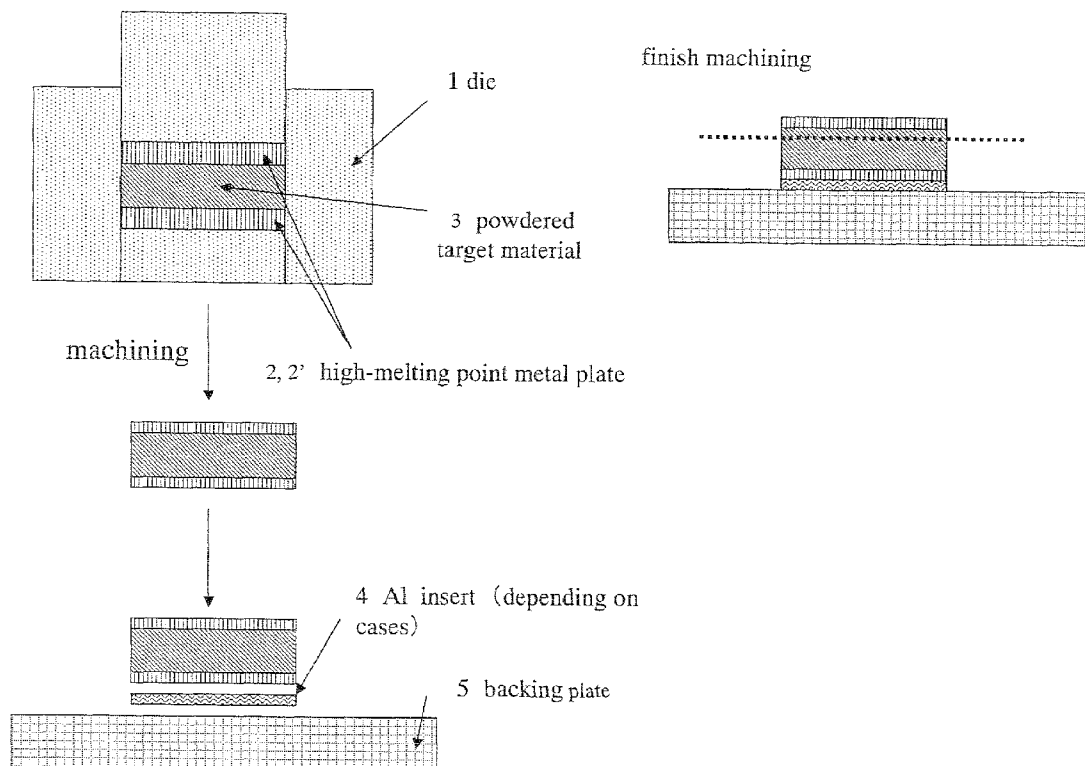 1 die
3 powdered
target material
machining
2, 2’ high-melting point metal plate
4 Al insert (depending on
cases)
5 backing plate
finish machining